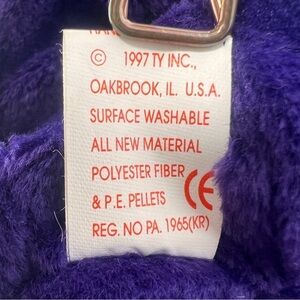 © 1997 TY INC.,
OAKBROOK, IL. U.S.A.
SURFACE WASHABLE
ALL NEW MATERIAL
POLYESTER FIBER
& P.E. PELLETS CE
REG. NO PA. 1965(KR)